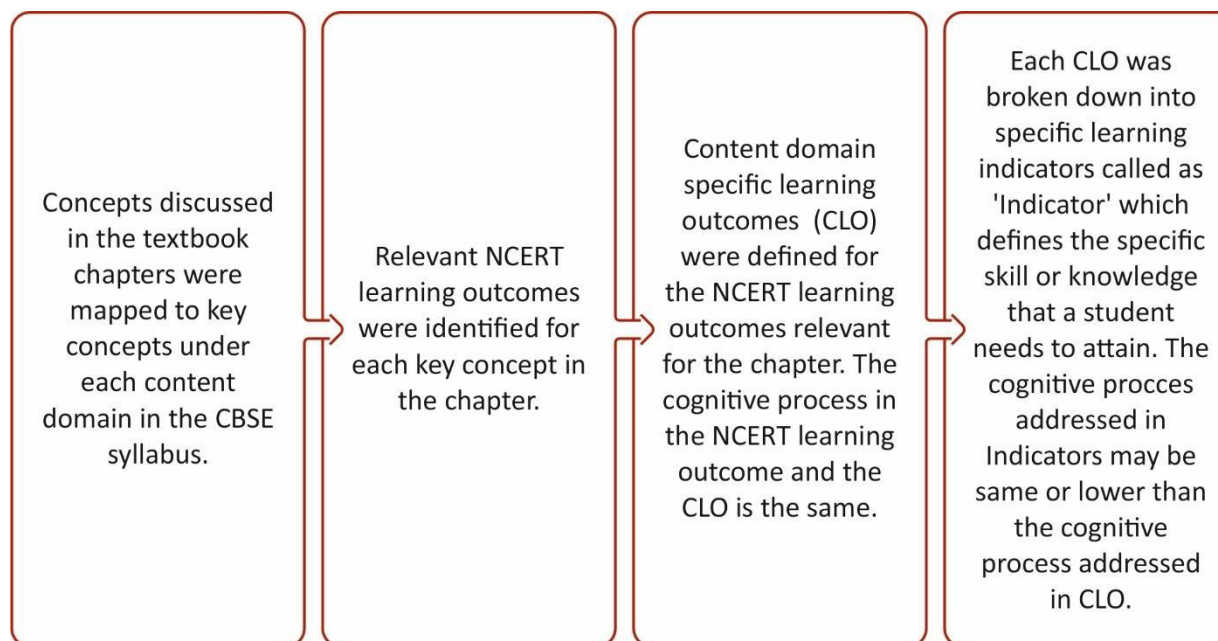 Concepts discussed
in the textbook
chapters were
mapped to key
concepts under
each content
domain in the CBSE
syllabus.
Relevant NCERT
learning outcomes
were identified for
each key concept in
the chapter.
Content domain
specific learning
outcomes (CLO)
were defined for
the NCERT learning
outcomes relevant
for the chapter. The
cognitive process in
the NCERT learning
outcome and the
CLO is the same.
Each CLO was
broken down into
specific learning
indicators called as
'Indicator' which
defines the specific
skill or knowledge
that a student
needs to attain. The
cognitive procces
addressed in
Indicators may be
same or lower than
the cognitive
process addressed
in CLO.